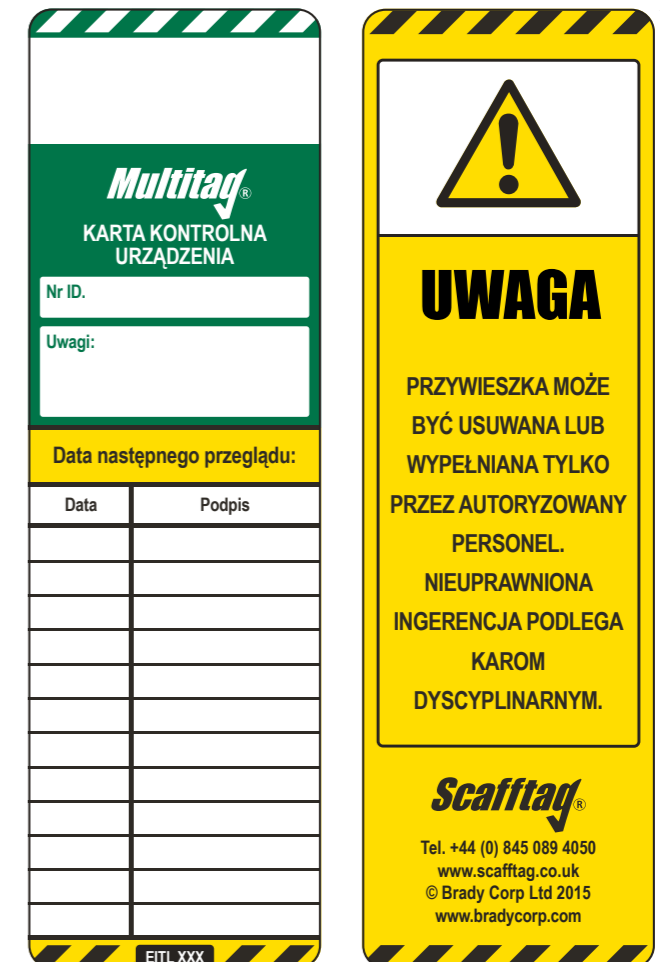 Multitag®
KARTA KONTROLNA
URZĄDZENIA
Nr ID.
Uwagi:
Data następnego przeglądu:
Data Podpis
EITL XXX
UWAGA
PRZYWIESZKA MOŻE
BYĆ USUWANA LUB
WYPEŁNIANA TYLKO
PRZEZ AUTORYZOWANY
PERSONEL.
NIEUPRAWNIONA
INGERENCJA PODLEGA
KAROM
DYSCYPLINARNYM.
Scafftag®
Tel. +44 (0) 845 089 4050
www.scafftag.co.uk
© Brady Corp Ltd 2015
www.bradycorp.com